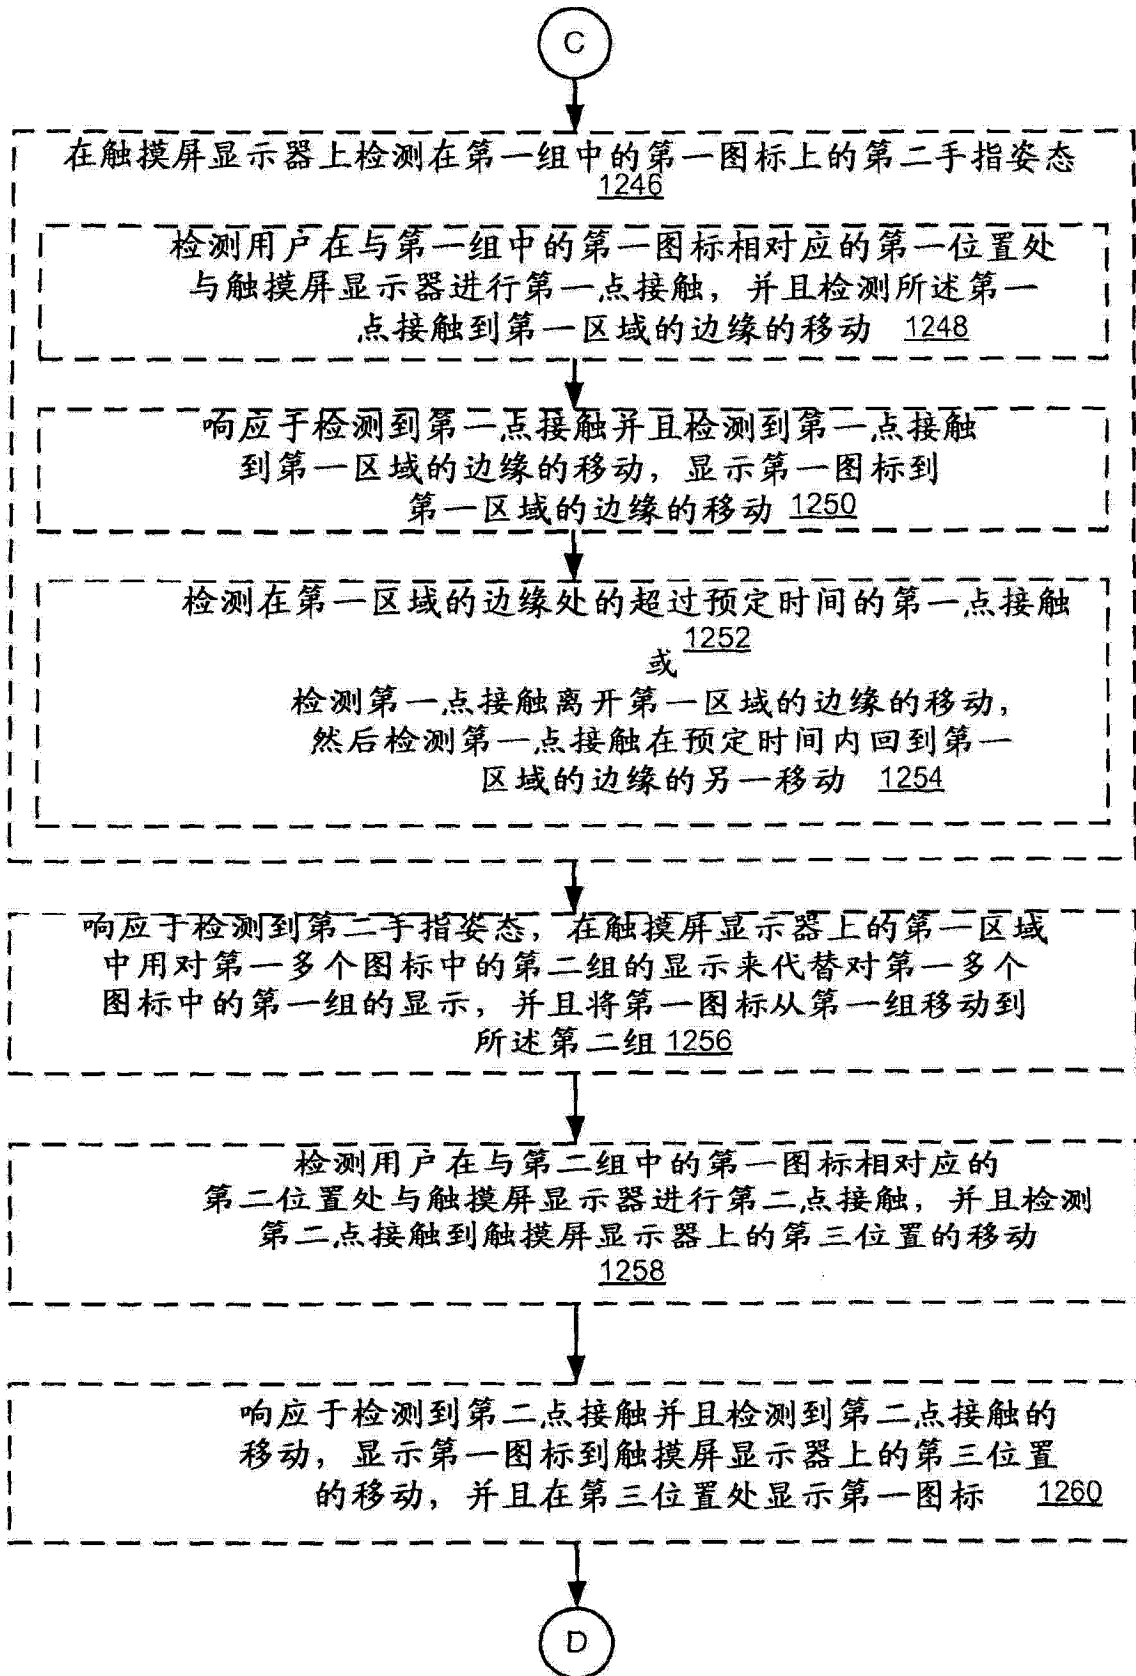 C
在触摸屏显示器上检测在第一组中的第一图标上的第二手指姿态
1246
检测用户在与第一组中的第一图标相对应的第一位置处
与触摸屏显示器进行第一点接触，并且检测所述第一
点接触到第一区域的边缘的移动 1248
响应于检测到第二点接触并且检测到第一点接触
到第一区域的边缘的移动，显示第一图标到
第一区域的边缘的移动 1250
检测在第一区域的边缘处的超过预定时间的第一点接触
1252
或
检测第一点接触离开第一区域的边缘的移动，
然后检测第一点接触在预定时间内回到第一
区域的边缘的另一移动 1254
响应于检测到第二手指姿态，在触摸屏显示器上的第一区域
中用对第一多个图标中的第二组的显示来代替对第一多个
图标中的第一组的显示，并且将第一图标从第一组移动到
所述第二组 1256
检测用户在与第二组中的第一图标相对应的
第二位置处与触摸屏显示器进行第二点接触，并且检测
第二点接触到触摸屏显示器上的第三位置的移动
1258
响应于检测到第二点接触并且检测到第二点接触的
移动，显示第一图标到触摸屏显示器上的第三位置
的移动，并且在第三位置处显示第一图标 1260
D